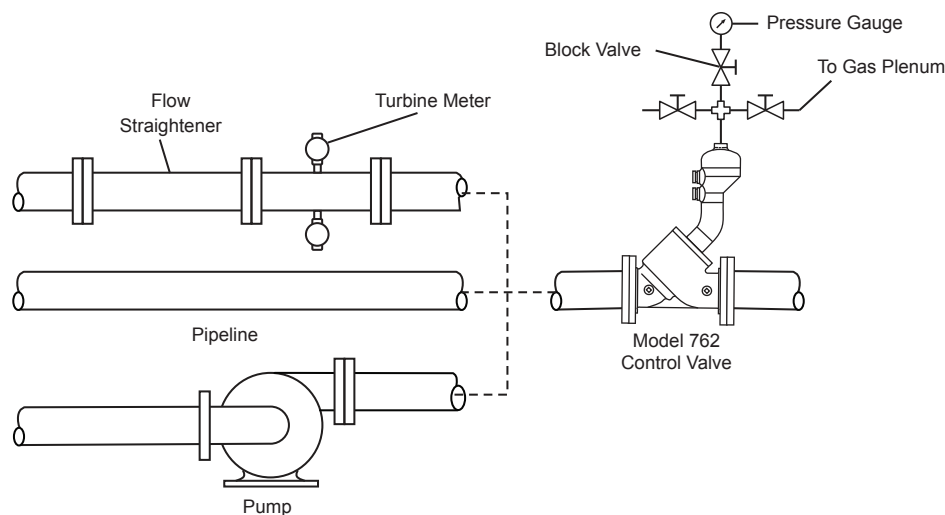 Pressure Gauge
Block Valve
To Gas Plenum
Flow
Straightener
Turbine Meter
Pipeline
Model 762
Control Valve
Pump